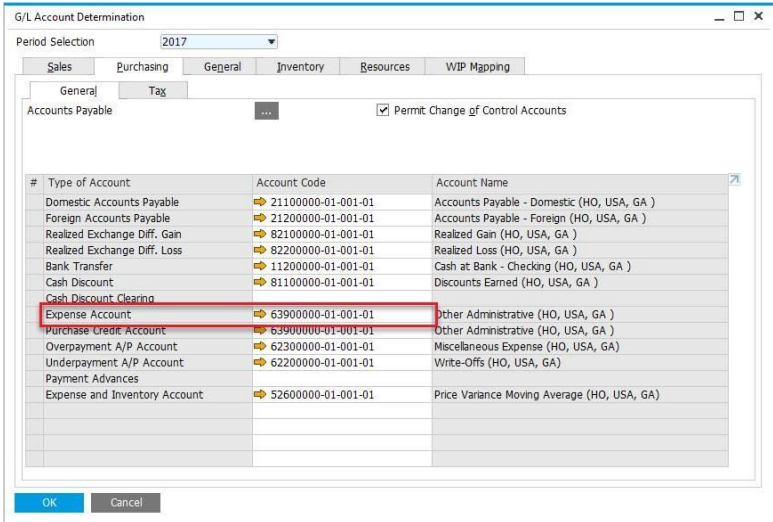 G/L Account Determination
Period Selection 2017
Sales Purchasing General Inventory Resources WIP Mapping
General Tax
Accounts Payable ... Permit Change of Control Accounts
# Type of Account Account Code Account Name
Domestic Accounts Payable 21100000-01-001-01 Accounts Payable - Domestic (HO, USA, GA )
Foreign Accounts Payable 21200000-01-001-01 Accounts Payable - Foreign (HO, USA, GA )
Realized Exchange Diff. Gain 82100000-01-001-01 Realized Gain (HO, USA, GA )
Realized Exchange Diff. Loss 82200000-01-001-01 Realized Loss (HO, USA, GA )
Bank Transfer 11200000-01-001-01 Cash at Bank - Checking (HO, USA, GA )
Cash Discount 81100000-01-001-01 Discounts Earned (HO, USA, GA )
Cash Discount Clearing
Expense Account 63900000-01-001-01 Other Administrative (HO, USA, GA )
Purchase Credit Account 63900000-01-001-01 Other Administrative (HO, USA, GA )
Overpayment A/P Account 62300000-01-001-01 Miscellaneous Expense (HO, USA, GA)
Underpayment A/P Account 62200000-01-001-01 Write-Offs (HO, USA, GA)
Payment Advances
Expense and Inventory Account 52600000-01-001-01 Price Variance Moving Average (HO, USA, GA)
OK Cancel